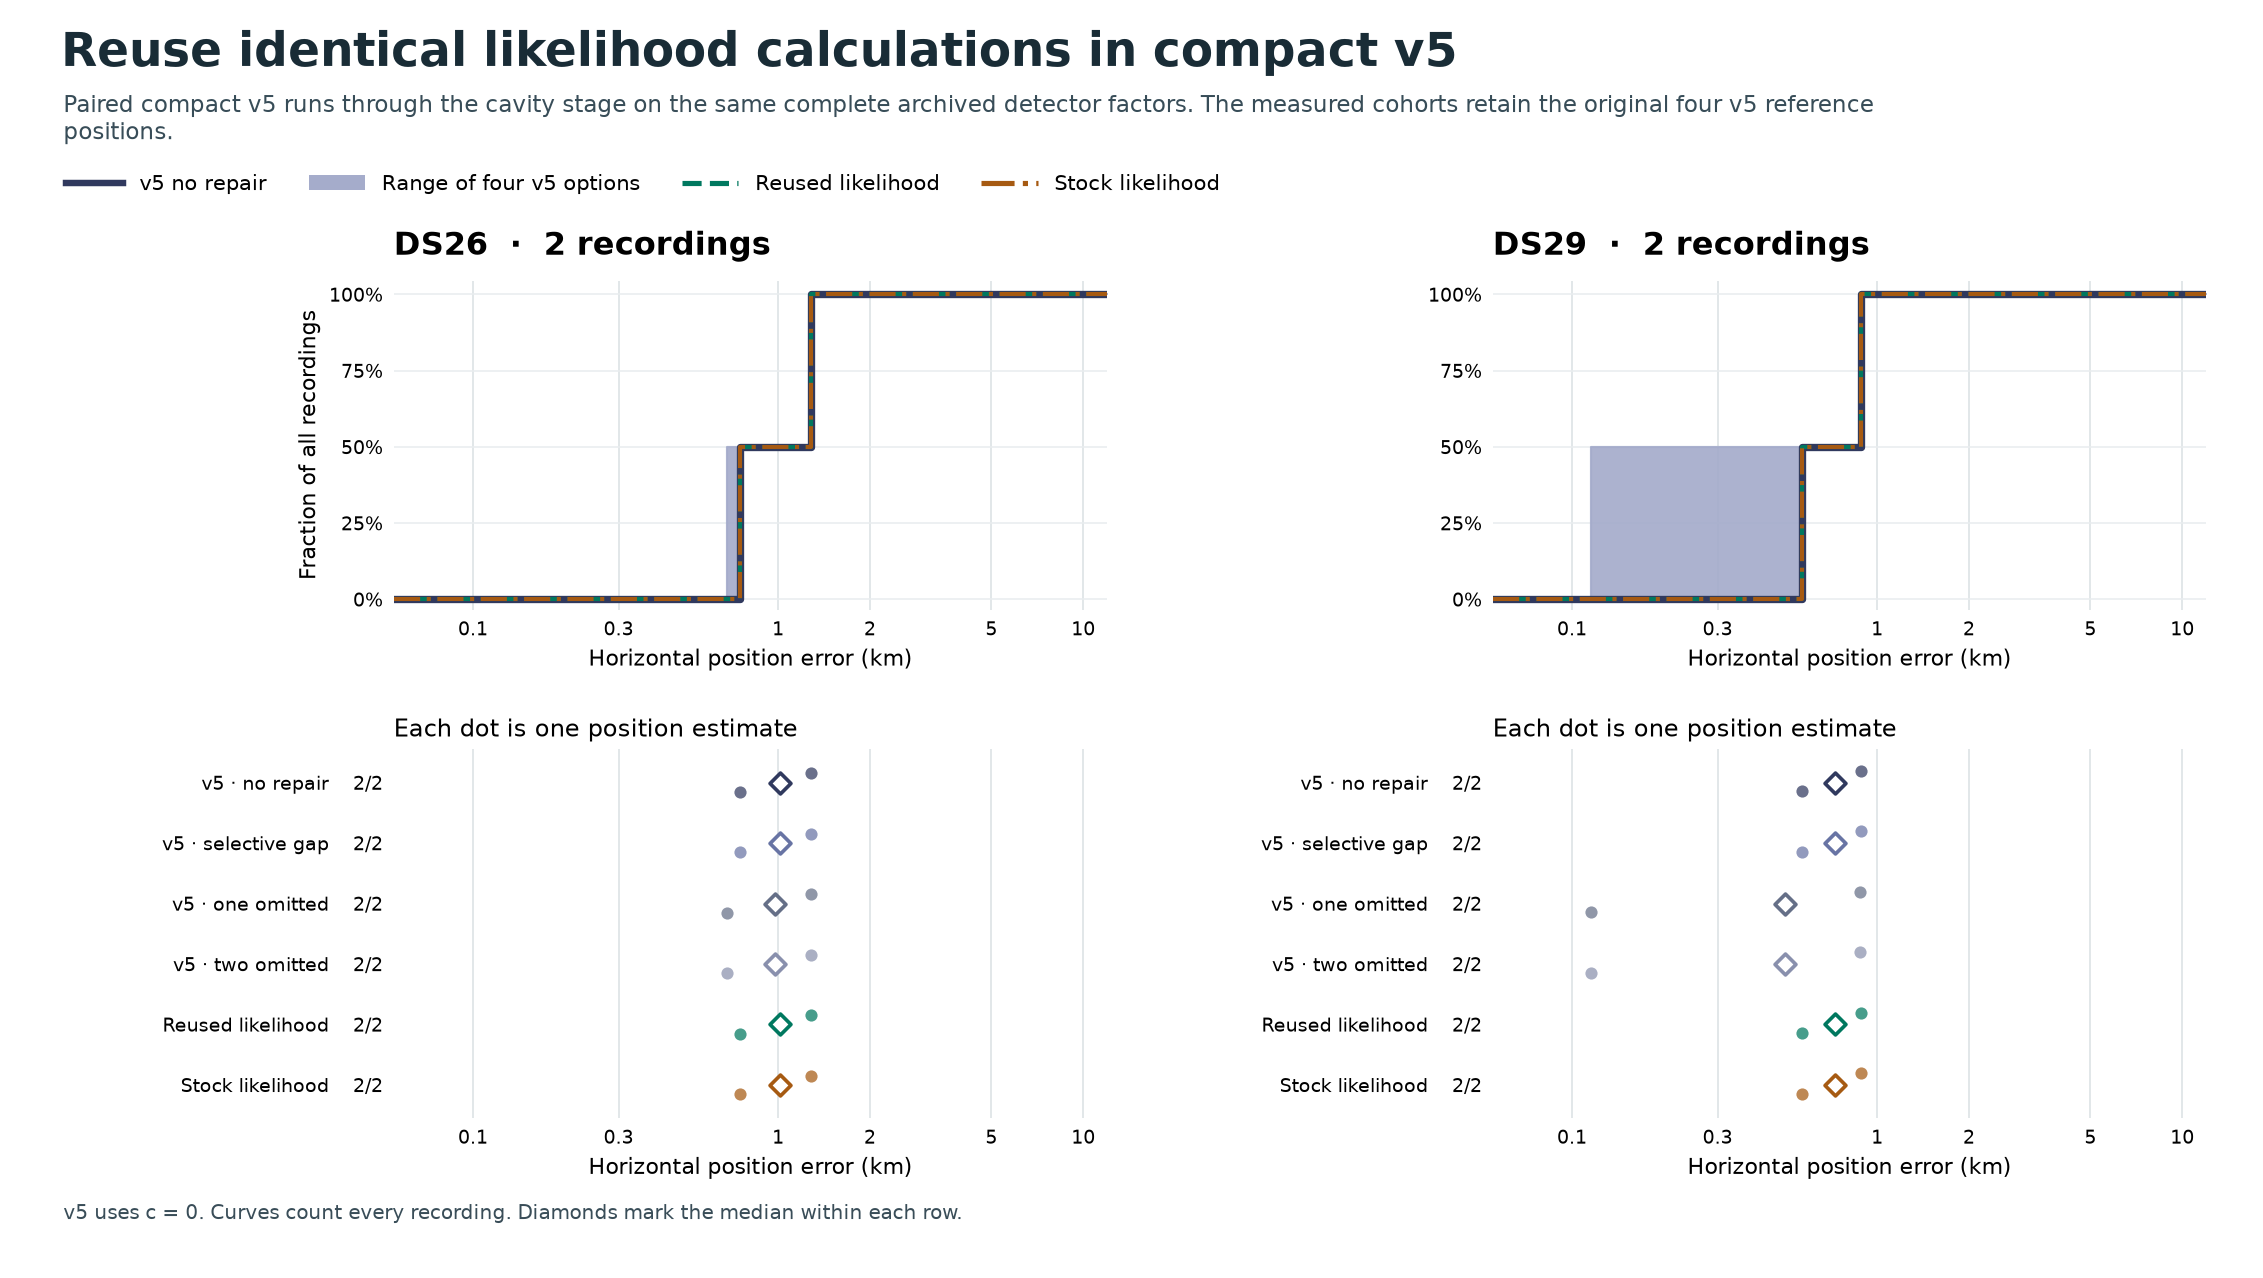 Reuse identical likelihood calculations in compact v5
Paired compact v5 runs through the cavity stage on the same complete archived detector factors. The measured cohorts retain the original four v5 reference
positions.
v5 no repair
Range of four v5 options
Reused likelihood
Stock likelihood
DS26 · 2 recordings
Fraction of all recordings
100%
75%
50%
25%
0%
0.1 0.3 1 2 5 10
Horizontal position error (km)
DS29 · 2 recordings
100%
75%
50%
25%
0%
0.1 0.3 1 2 5 10
Horizontal position error (km)
Each dot is one position estimate
v5 · no repair 2/2
v5 · selective gap 2/2
v5 · one omitted 2/2
v5 · two omitted 2/2
Reused likelihood 2/2
Stock likelihood 2/2
0.1 0.3 1 2 5 10
Horizontal position error (km)
Each dot is one position estimate
v5 · no repair 2/2
v5 · selective gap 2/2
v5 · one omitted 2/2
v5 · two omitted 2/2
Reused likelihood 2/2
Stock likelihood 2/2
0.1 0.3 1 2 5 10
Horizontal position error (km)
v5 uses c = 0. Curves count every recording. Diamonds mark the median within each row.